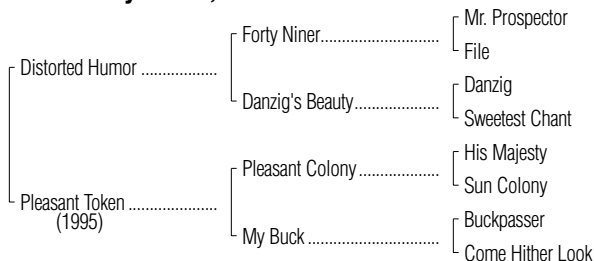 Forty Niner
Mr. Prospector
File
Distorted Humor
Danzig's Beauty
Danzig
Sweetest Chant
Pleasant Colony
His Majesty
Sun Colony
Pleasant Token
(1995)
My Buck
Buckpasser
Come Hither Look